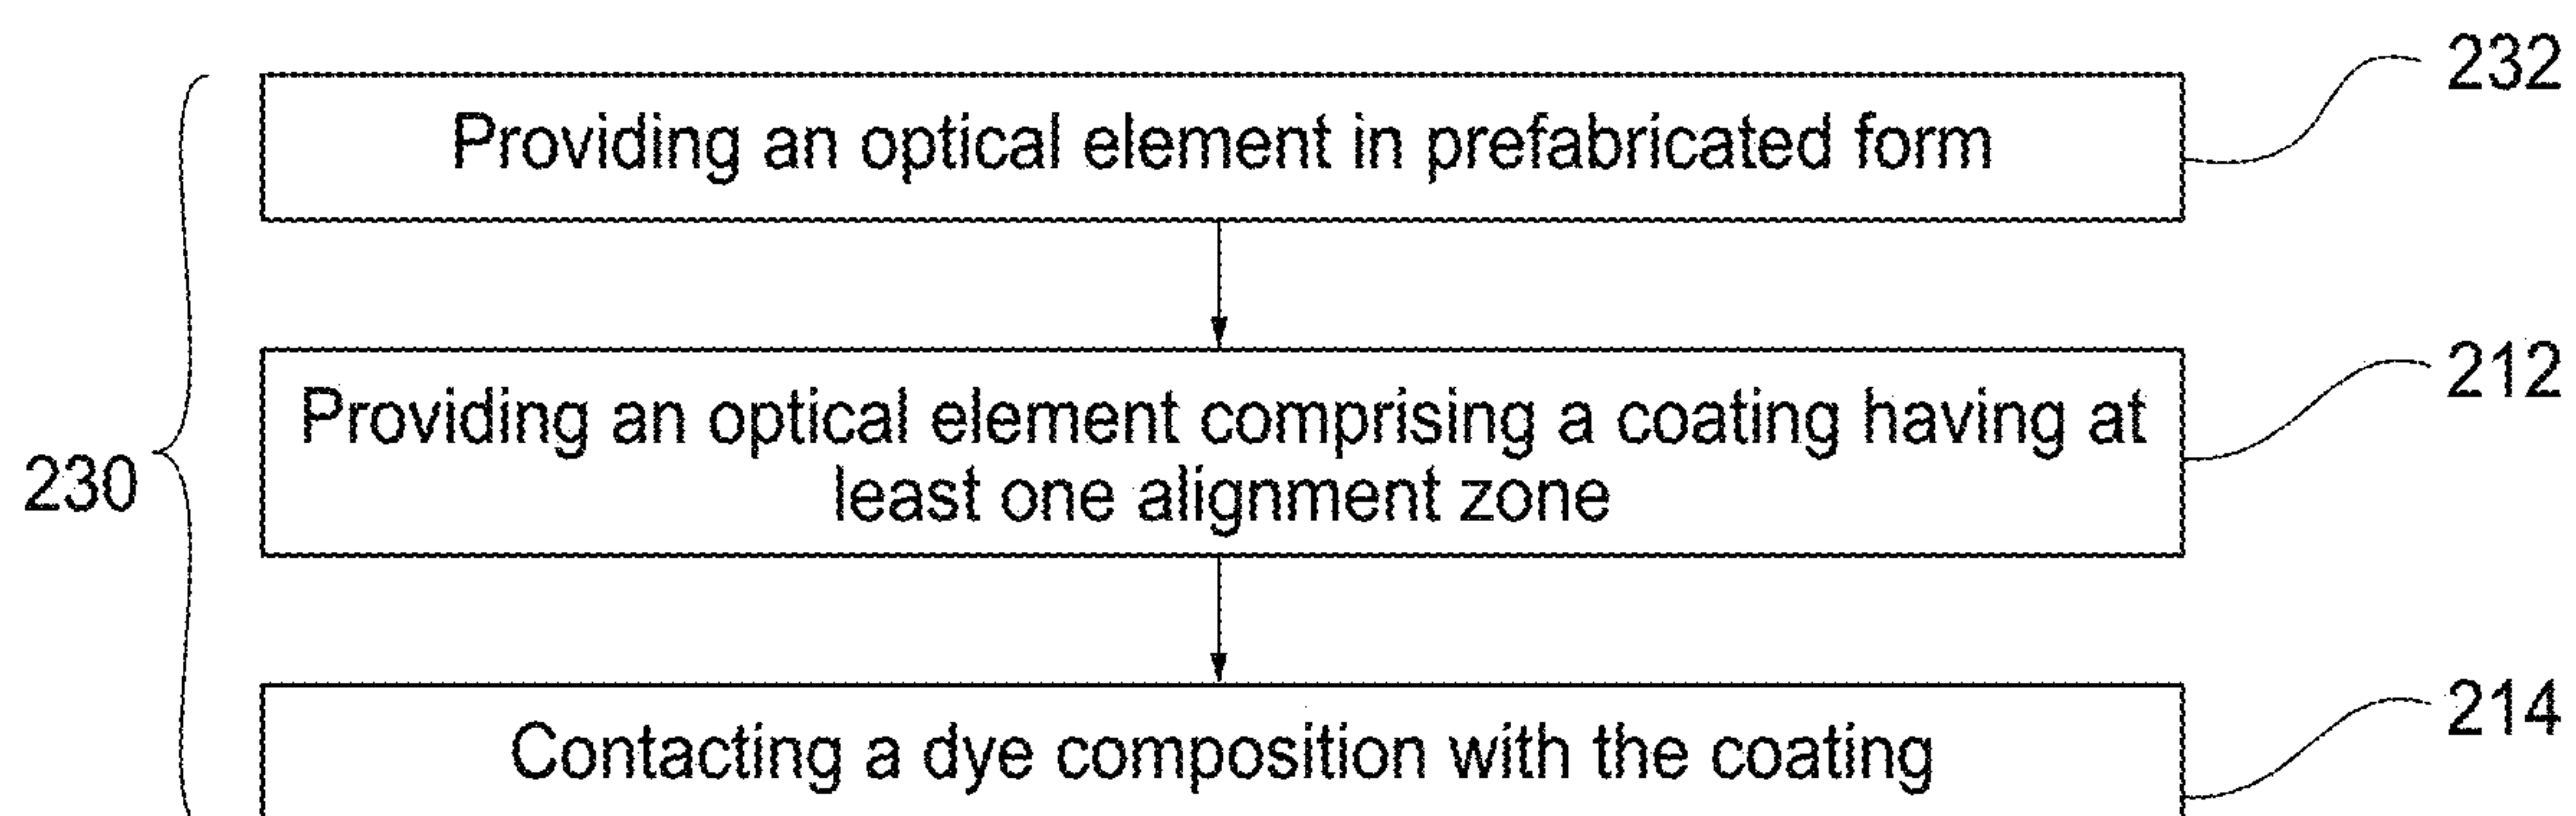 232
Providing an optical element in prefabricated form
212
Providing an optical element comprising a coating having at
least one alignment zone
230
214
Contacting a dye composition with the coating